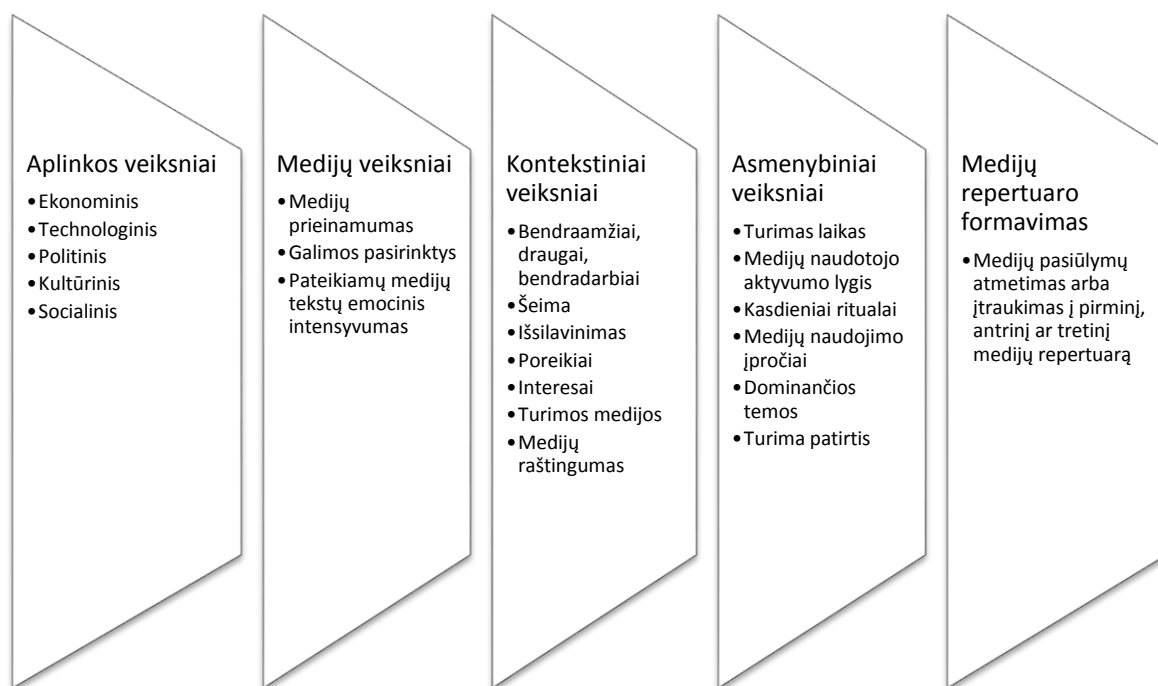 Aplinkos veiksniai
•Ekonominis
•Technologinis
•Politinis
•Kultūrinis
•Socialinis
Medijų veiksniai
•Medijų
prieinamumas
•Galimos pasirinktys
•Pateikiamų medijų
tekstų emocinis
intensyvumas
Kontekstiniai
veiksniai
•Bendraamžiai,
draugai,
bendradarbiai
•Šeima
•Išsilavinimas
•Poreikiai
•Interesai
•Turimos medijos
•Medijų
raštingumas
Asmenybiniai
veiksniai
•Turimas laikas
•Medijų naudotojo
aktyvumo lygis
•Kasdieniai ritualai
•Medijų naudojimo
įpročiai
•Dominančios
temos
•Turima patirtis
Medijų
repertuaro
formavimas
•Medijų pasiūlymų
atmetimas arba
įtraukimas į pirminį,
antrinį ar tretinį
medijų repertuarą